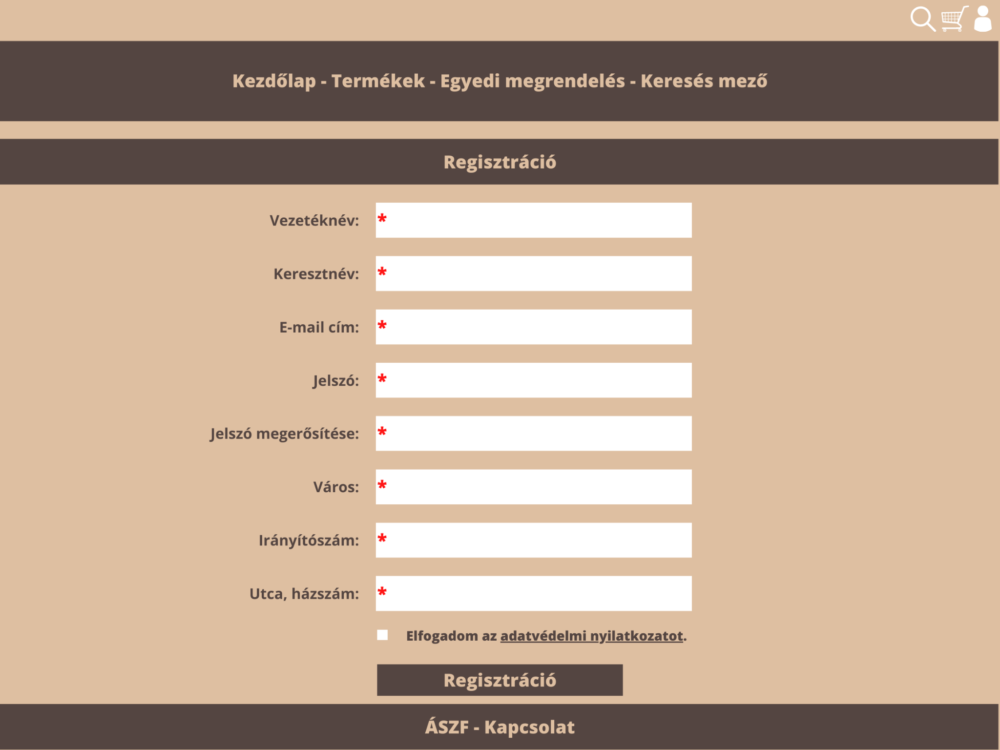 Kezdőlap - Termékek - Egyedi megrendelés - Keresés mező
Regisztráció
Vezetéknév: *
Keresztnév: *
E-mail cím: *
Jelszó: *
Jelszó megerősítése: *
Város: *
Irányítószám: *
Utca, házszám: *
Elfogadom az adatvédelmi nyilatkozatot.
Regisztráció
ÁSZF - Kapcsolat